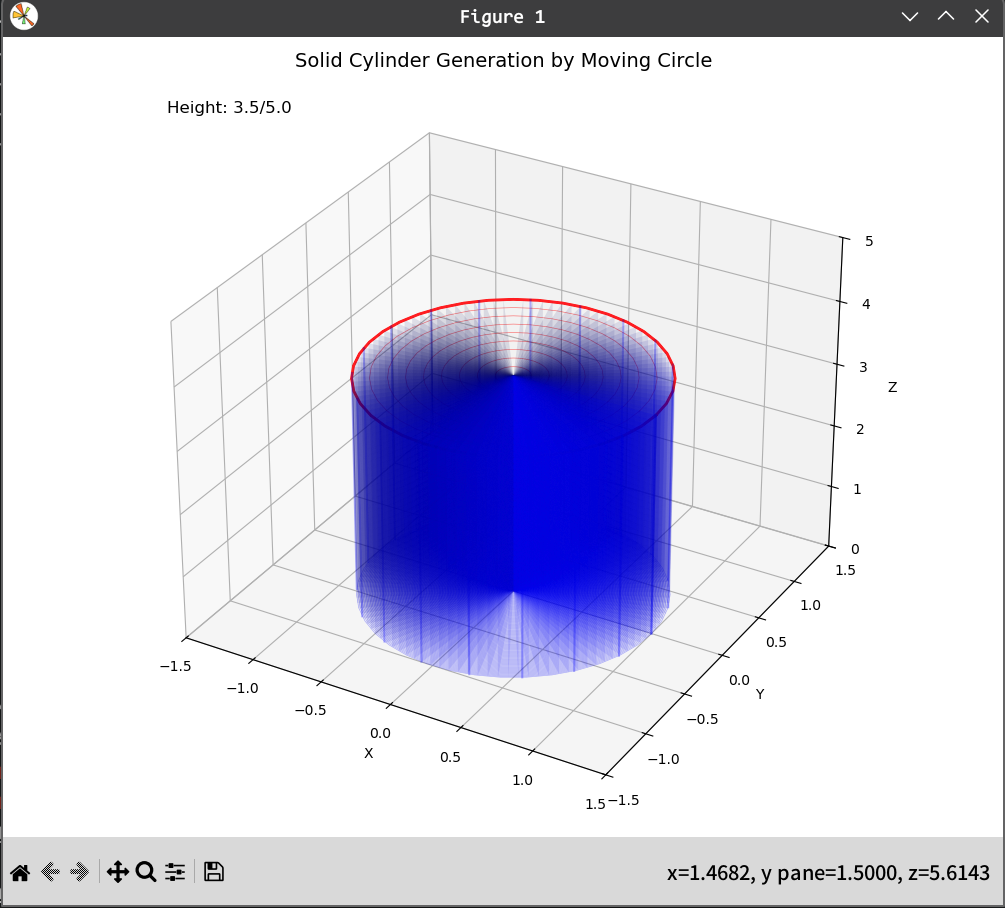 Figure 1
Solid Cylinder Generation by Moving Circle
Height: 3.5/5.0
5
4
3
Z
2
1
0
1.5
1.0
0.5
0.0
Y
−0.5
−1.0
−1.5
−1.5
−1.0
−0.5
0.0
X
0.5
1.0
1.5
x=1.4682, y pane=1.5000, z=5.6143